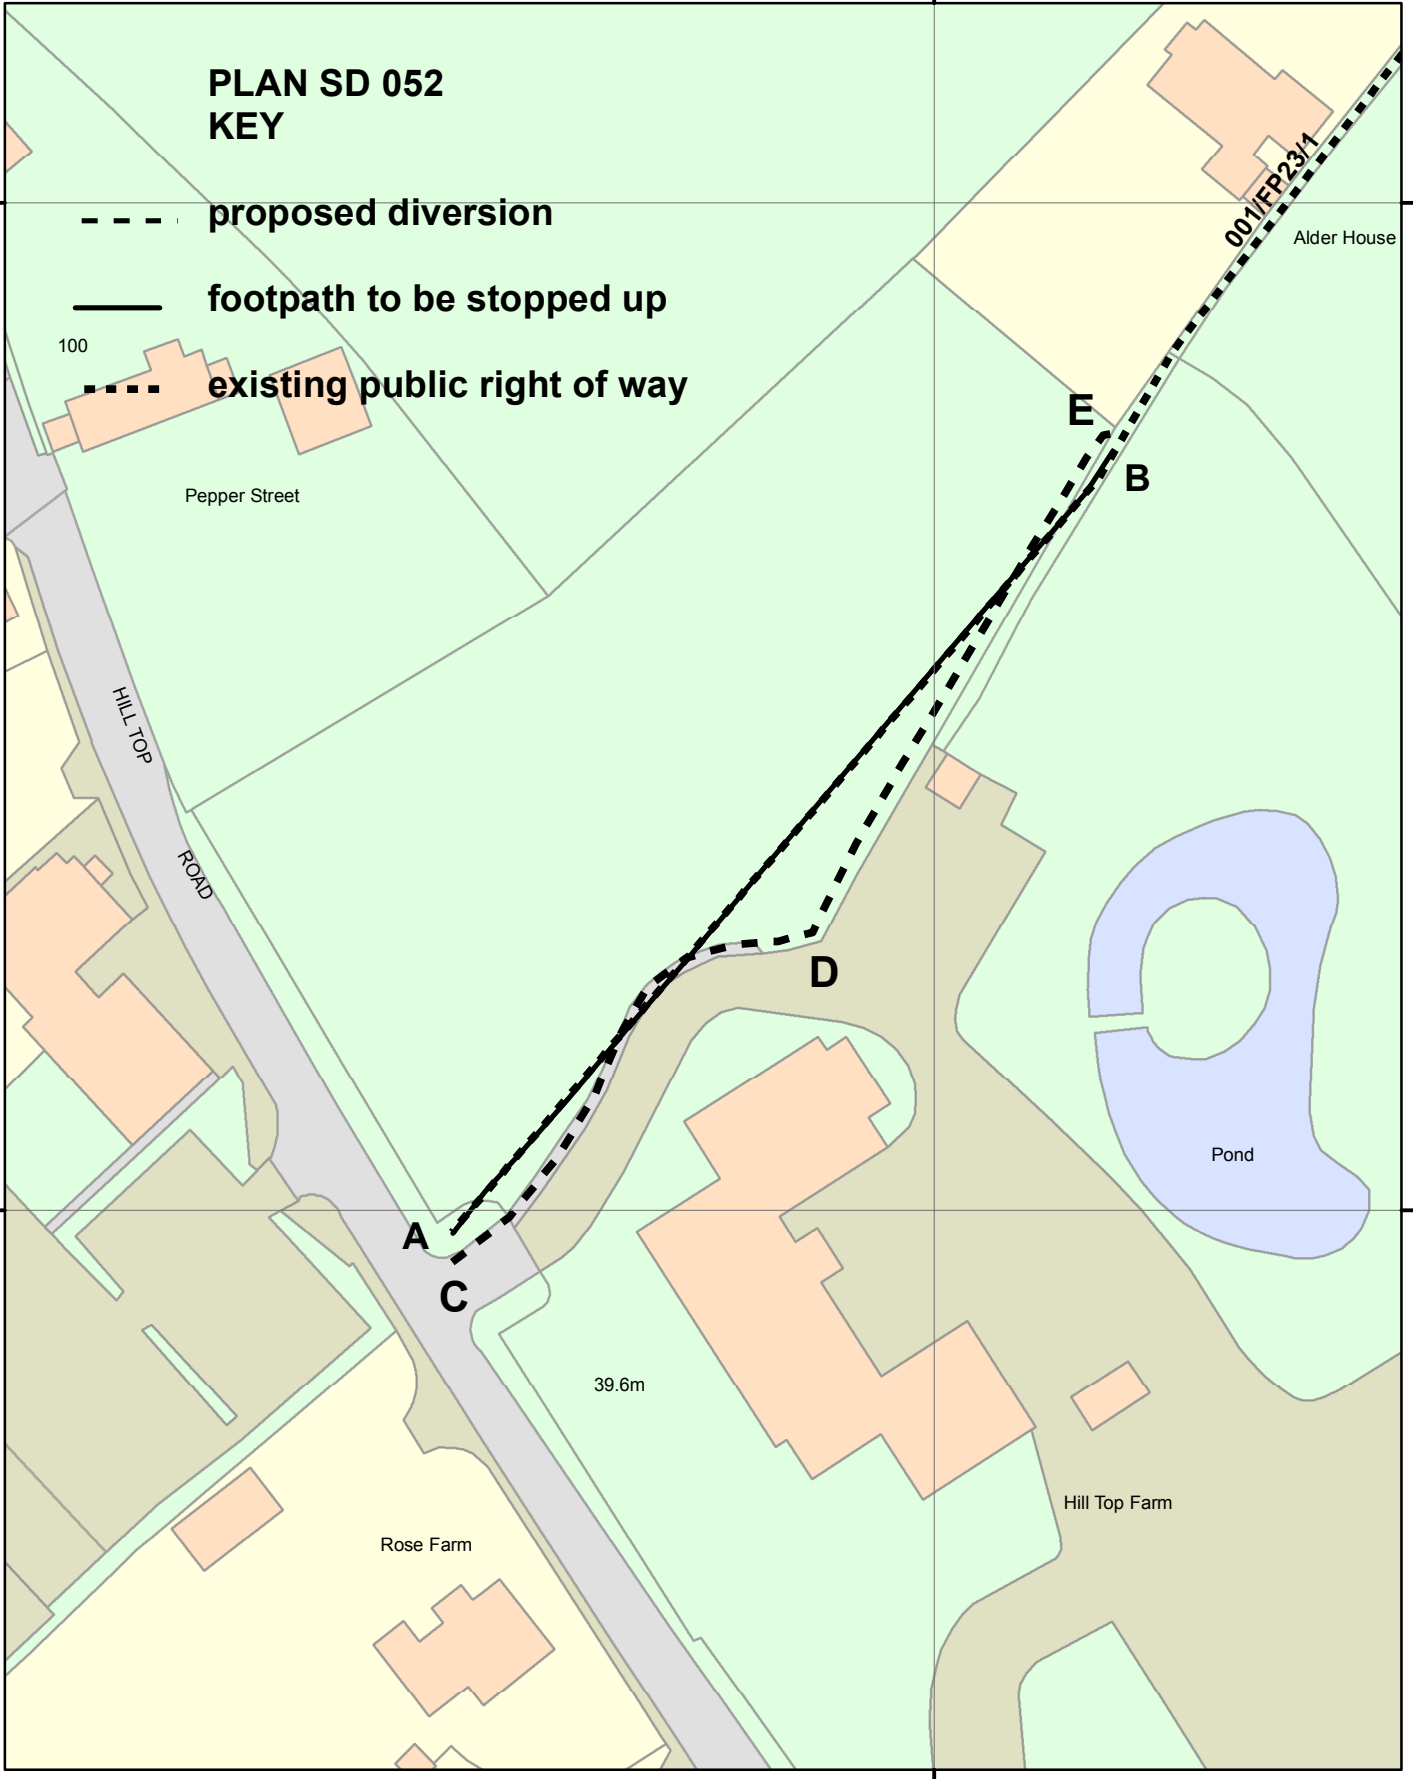 PLAN SD 052
KEY
proposed diversion
footpath to be stopped up
existing public right of way
001/FP23/1
Alder House
100
Pepper Street
E
B
HILL TOP
ROAD
D
A
C
Pond
39.6m
Hill Top Farm
Rose Farm